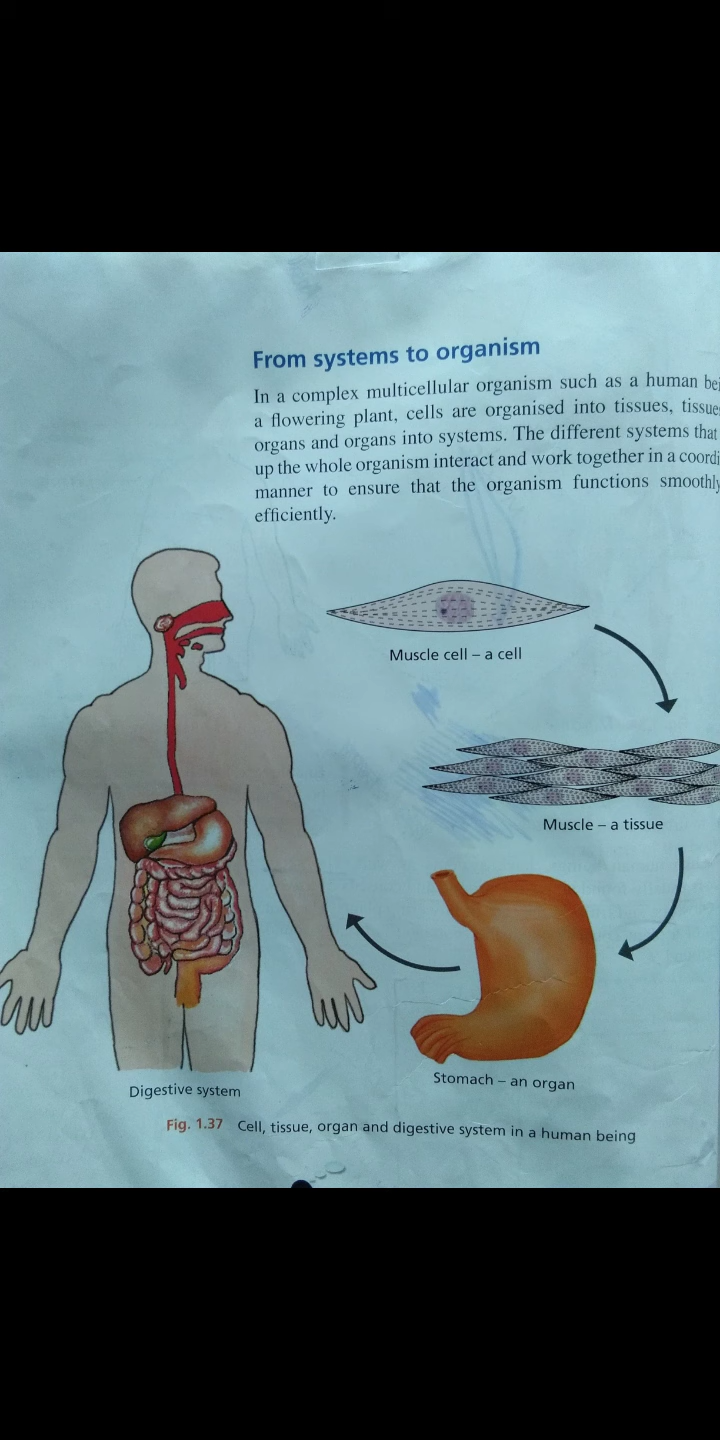 From systems to organism
In a complex multicellular organism such as a human
a flowering plant, cells are organised into tissues,
organs and organs into systems. The different systems that
up the whole organism interact and work together in a
manner to ensure that the organism functions smoothly
efficiently.
Muscle cell – a cell
Muscle – a tissue
Stomach – an organ
Digestive system
Fig. 1.37 Cell, tissue, organ and digestive system in a human being